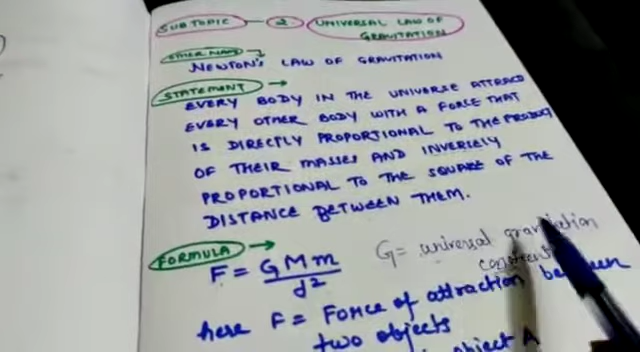 SUB TOPIC - 2 UNIVERSAL LAW OF
GRAVITATION
OTHER NAME
NEWTON'S LAW OF GRAVITATION
STATEMENT →
EVERY BODY IN THE UNIVERSE ATTRACT
EVERY OTHER BODY WITH A FORCE THAT
IS DIRECTLY PROPORTIONAL TO THE PRODUCT
OF THEIR MASSES AND INVERSELY
PROPORTIONAL TO THE SQUARE OF THE
DISTANCE BETWEEN THEM.
FORMULA →
F = GMm/d²
G = universal gravitation
constant
here F = Force of attraction between
two objects
object A